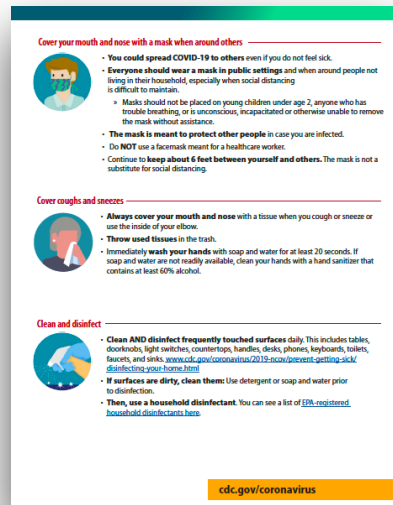 Cover your mouth and nose with a mask when around others
• You could spread COVID-19 to others even if you do not feel sick.
• Everyone should wear a mask in public settings and when around people not
living in their household, especially when social distancing
is difficult to maintain.
» Masks should not be placed on young children under age 2, anyone who has
trouble breathing, or is unconscious, incapacitated or otherwise unable to remove
the mask without assistance.
• The mask is meant to protect other people in case you are infected.
• Do NOT use a facemask meant for a healthcare worker.
• Continue to keep about 6 feet between yourself and others. The mask is not a
substitute for social distancing.
Cover coughs and sneezes
• Always cover your mouth and nose with a tissue when you cough or sneeze or
use the inside of your elbow.
• Throw used tissues in the trash.
• Immediately wash your hands with soap and water for at least 20 seconds. If
soap and water are not readily available, clean your hands with a hand sanitizer that
contains at least 60% alcohol.
Clean and disinfect
• Clean AND disinfect frequently touched surfaces daily. This includes tables,
doorknobs, light switches, countertops, handles, desks, phones, keyboards, toilets,
faucets, and sinks. www.cdc.gov/coronavirus/2019-ncov/prevent-getting-sick/
disinfecting-your-home.html
• If surfaces are dirty, clean them: Use detergent or soap and water prior
to disinfection.
• Then, use a household disinfectant. You can see a list of EPA-registered
household disinfectants here.
cdc.gov/coronavirus